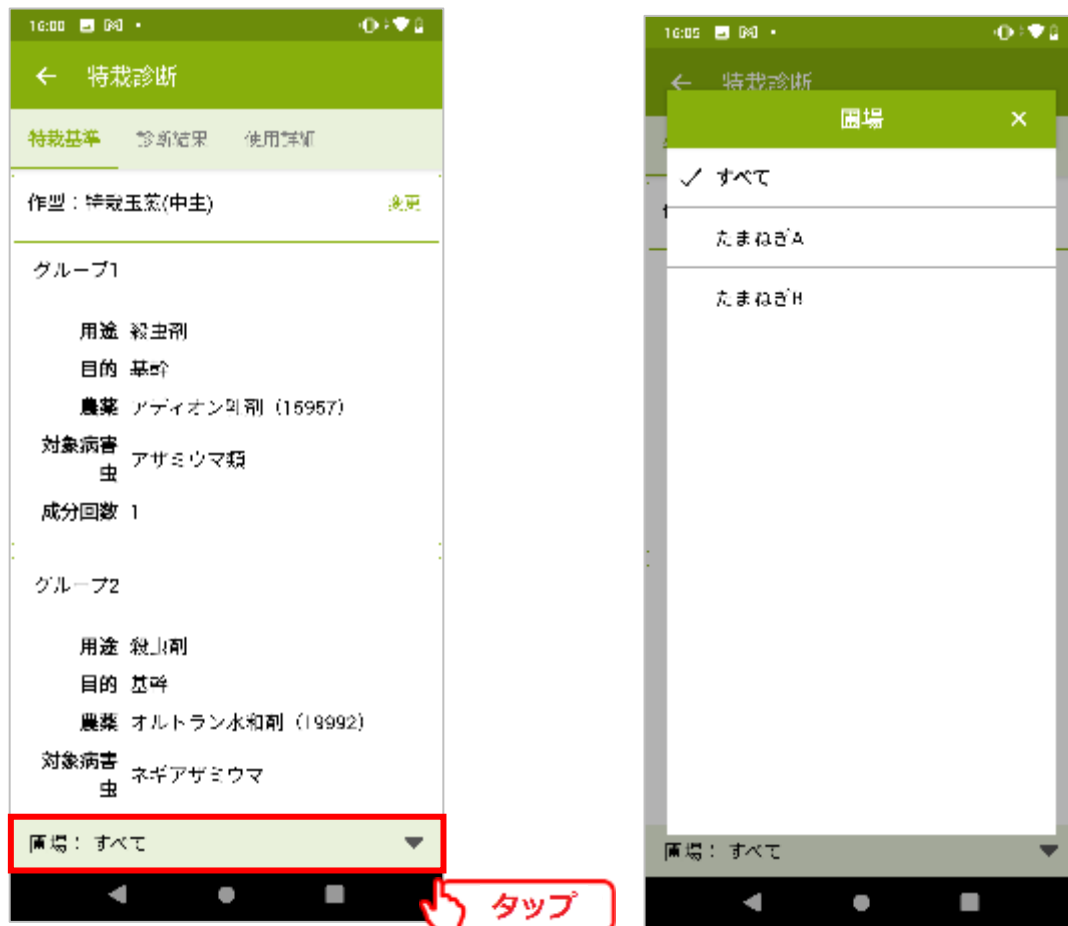 16:00
特栽診断
特栽基準 診断結果 使用詳細
作型：特栽玉葱(中主) 変更
グループ1
用途 殺虫剤
目的 基幹
農薬 アディオン乳剤（15957）
対象病害虫 アザミウマ類
成分回数 1
グループ2
用途 殺虫剤
目的 基幹
農薬 オルトラン水和剤（19992）
対象病害虫 ネギアザミウマ
圃場： すべて
タップ
16:05
特栽診断
圃場 ×
すべて
たまねぎA
たまねぎB
圃場： すべて